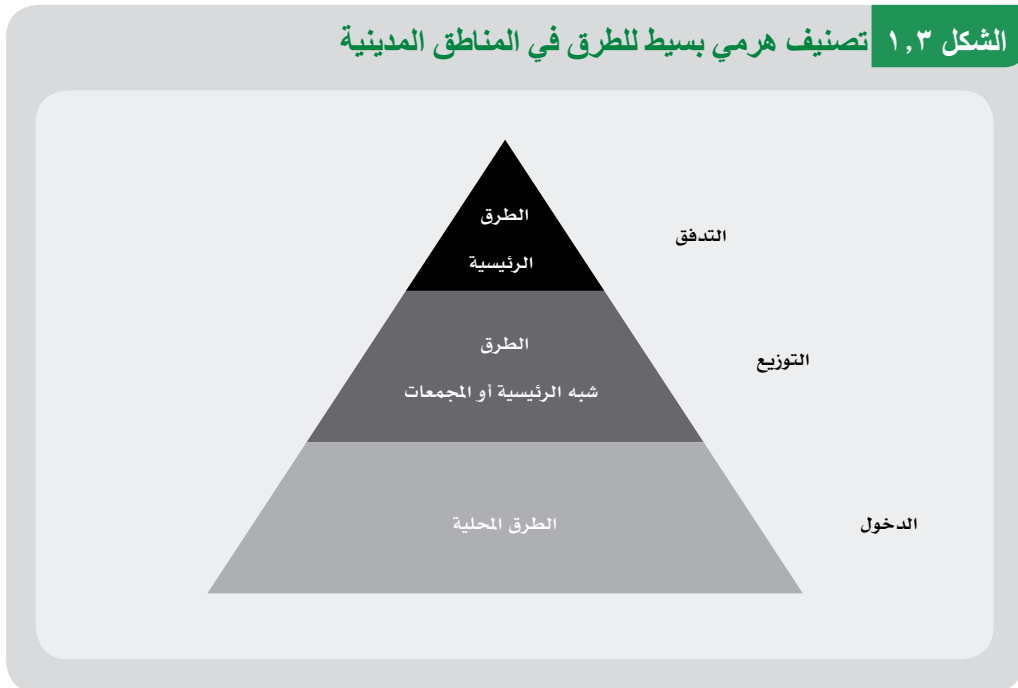 الشكل ١,٣ تصنيف هرمي بسيط للطرق في المناطق المدينية
الطرق
الرئيسية
التدفق
الطرق
شبه الرئيسية أو المجمعات
التوزيع
الطرق المحلية
الدخول